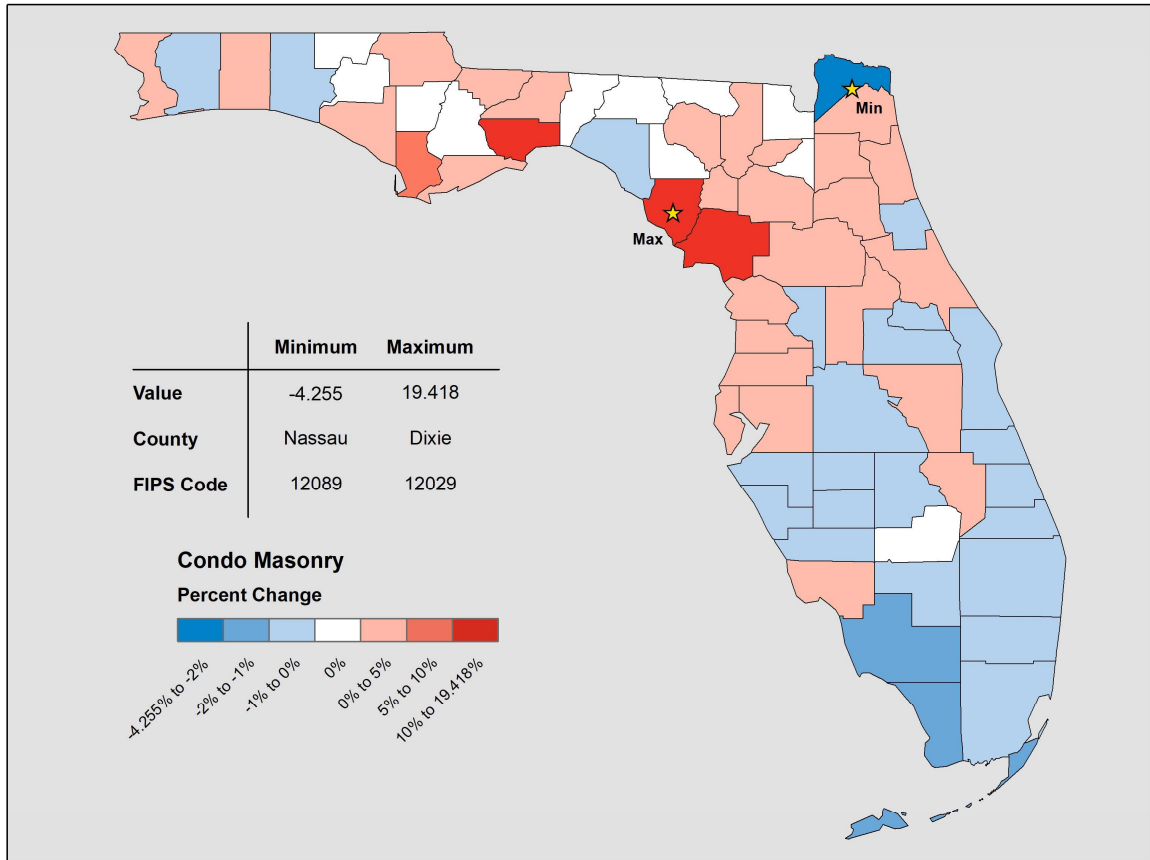 Min
Max
Minimum Maximum
Value -4.255 19.418
County Nassau Dixie
FIPS Code 12089 12029
Condo Masonry
Percent Change
-4.255% to -2%
-2% to -1%
-1% to 0%
0%
0% to 5%
5% to 10%
10% to 19.418%